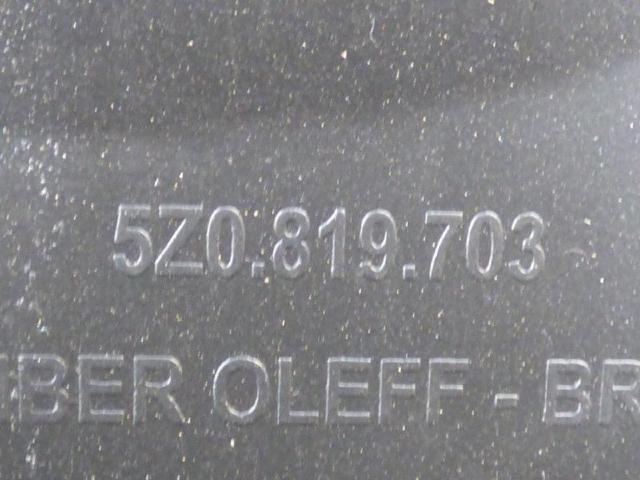 5Z0.819.703
IBER OLEFF - BR